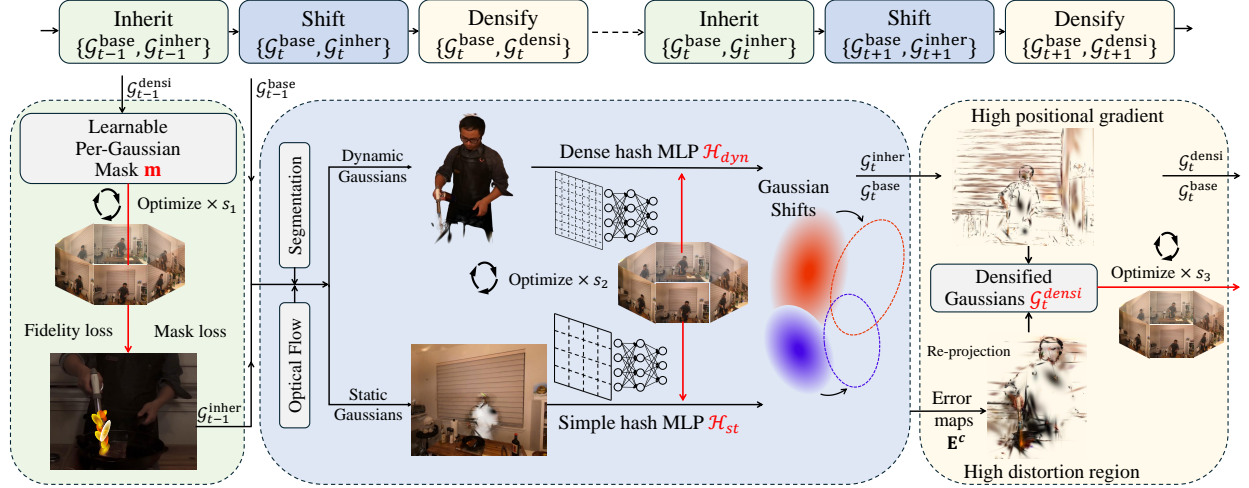 Inherit
{𝒢_{t-1}^{base}, 𝒢_{t-1}^{inher}}
Shift
{𝒢_t^{base}, 𝒢_t^{inher}}
Densify
{𝒢_t^{base}, 𝒢_t^{densi}}
Inherit
{𝒢_t^{base}, 𝒢_t^{inher}}
Shift
{𝒢_{t+1}^{base}, 𝒢_{t+1}^{inher}}
Densify
{𝒢_{t+1}^{base}, 𝒢_{t+1}^{densi}}
𝒢_{t-1}^{densi}
𝒢_{t-1}^{base}
Learnable
Per-Gaussian
Mask m
Optimize × s₁
Fidelity loss
Mask loss
𝒢_{t-1}^{inher}
Segmentation
Optical Flow
Dynamic
Gaussians
Static
Gaussians
Dense hash MLP ℋ_{dyn}
Optimize × s₂
Simple hash MLP ℋ_{st}
Gaussian
Shifts
𝒢_t^{inher}
𝒢_t^{base}
High positional gradient
𝒢_t^{densi}
𝒢_t^{base}
Densified
Gaussians 𝒢_t^{densi}
Optimize × s₃
Re-projection
Error
maps
E^c
High distortion region